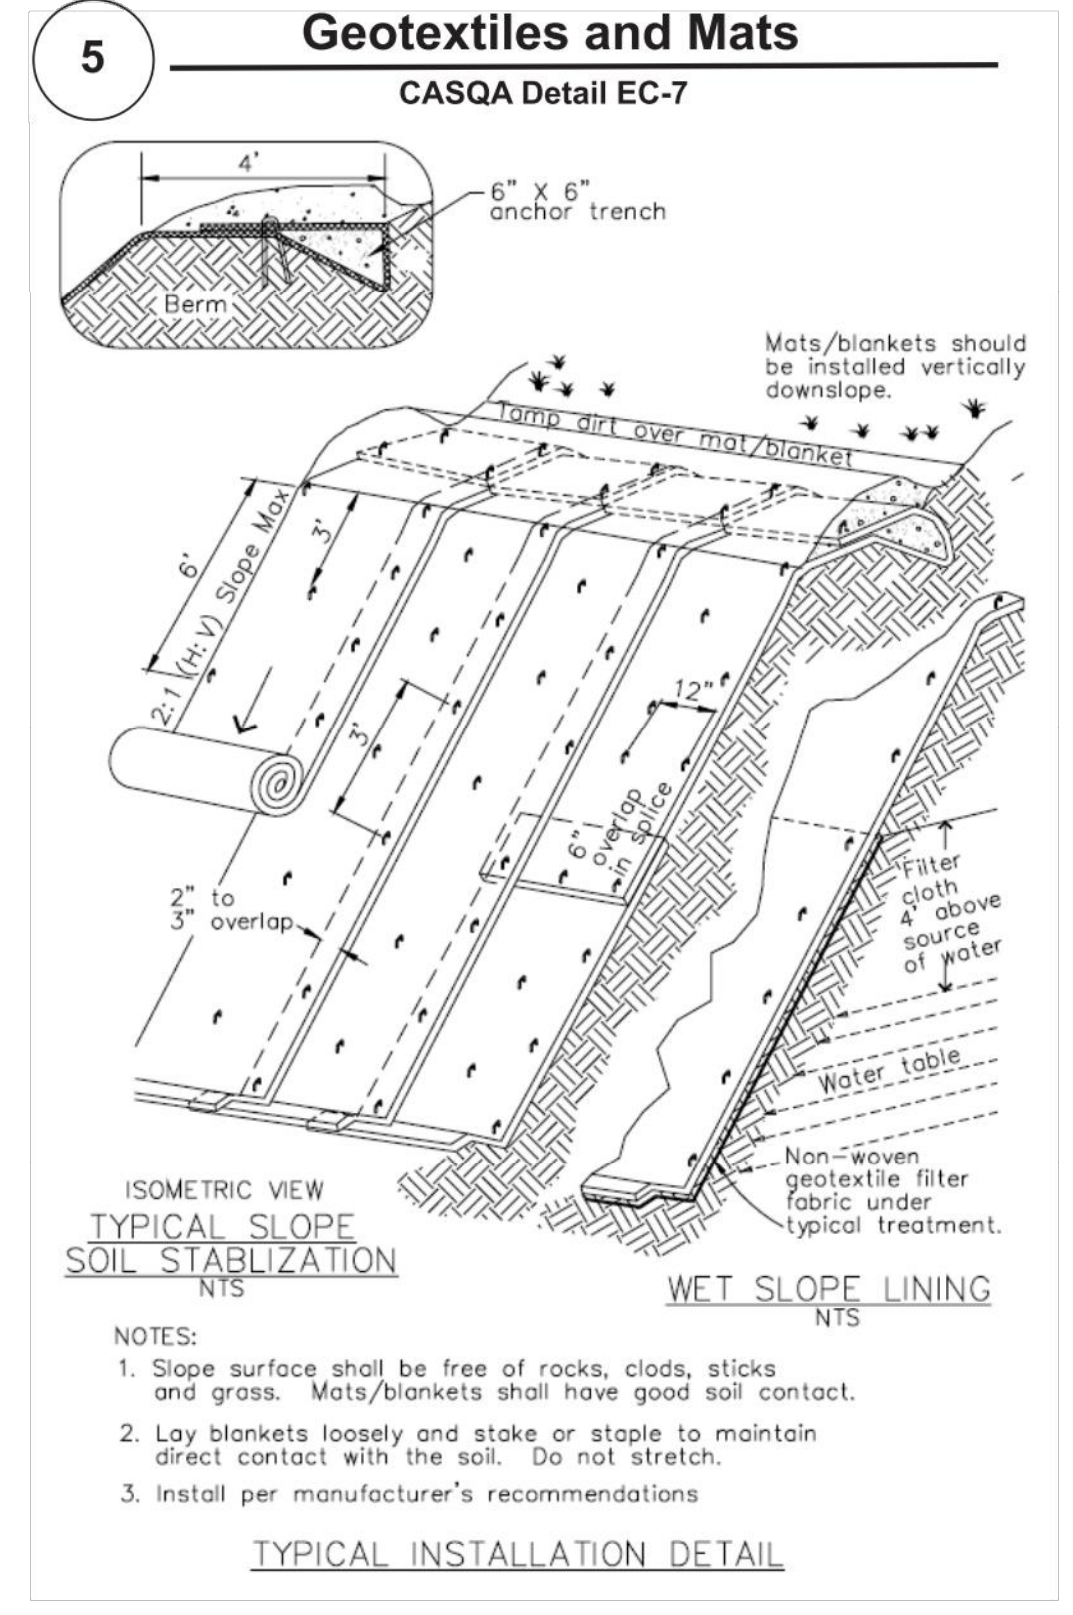 5
Geotextiles and Mats
CASQA Detail EC-7
4'
6" X 6"
anchor trench
Berm
Mats/blankets should
be installed vertically
downslope.
Tamp dirt over mat/blanket
6'
3'
2:1 (H:V) Slope Max
12"
3'
6"
overlap
in splice
2" to
3" overlap
Filter
cloth
4' above
source
of water
Water table
Non-woven
geotextile filter
fabric under
typical treatment.
ISOMETRIC VIEW
TYPICAL SLOPE
SOIL STABLIZATION
NTS
WET SLOPE LINING
NTS
NOTES:
1. Slope surface shall be free of rocks, clods, sticks
and grass. Mats/blankets shall have good soil contact.
2. Lay blankets loosely and stake or staple to maintain
direct contact with the soil. Do not stretch.
3. Install per manufacturer's recommendations
TYPICAL INSTALLATION DETAIL